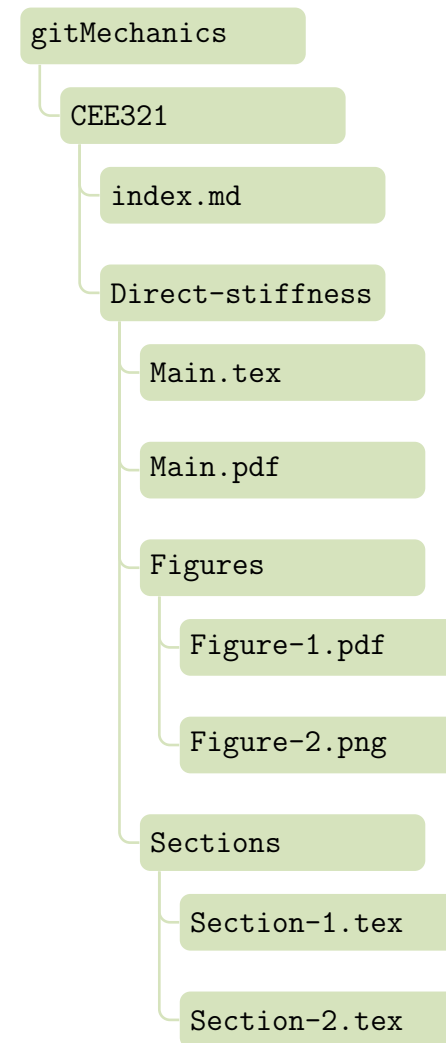 gitMechanics
CEE321
index.md
Direct-stiffness
Main.tex
Main.pdf
Figures
Figure-1.pdf
Figure-2.png
Sections
Section-1.tex
Section-2.tex